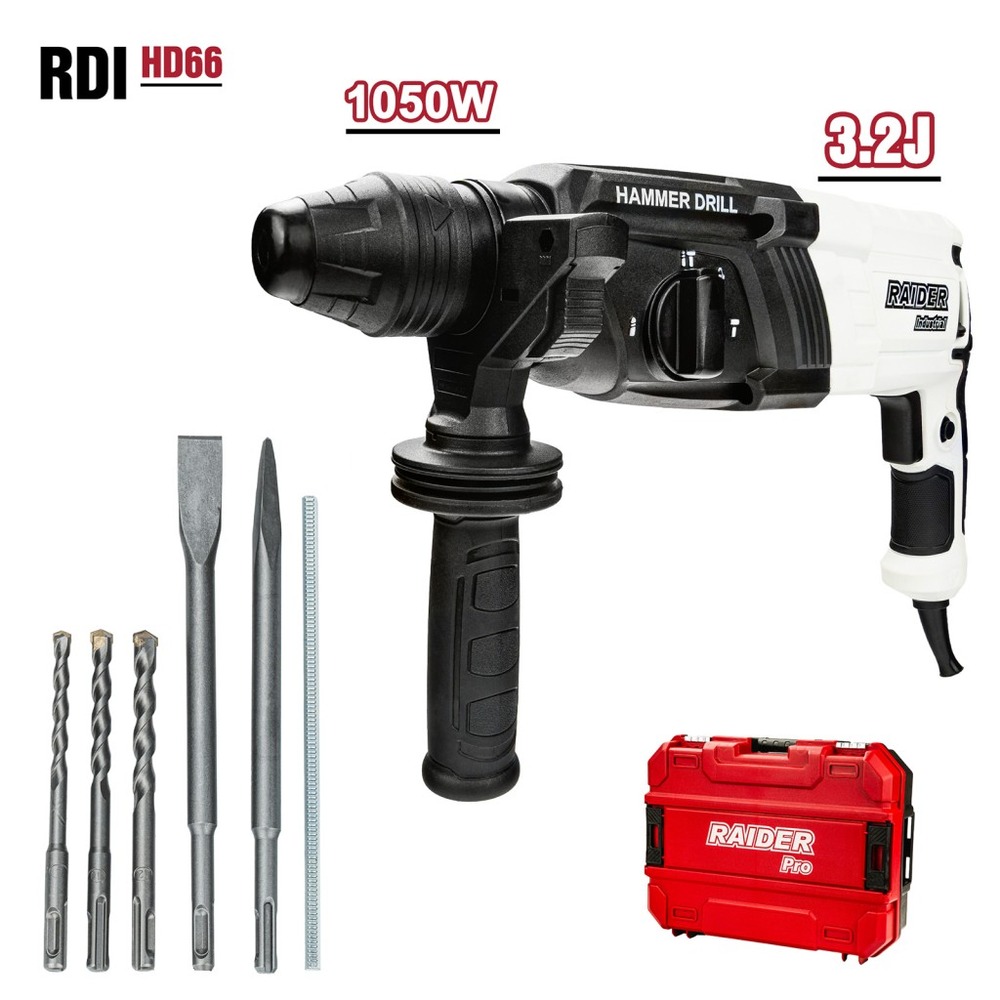 RDI HD66
1050W
3.2J
HAMMER DRILL
RAIDER
Industrial
RAIDER
Pro